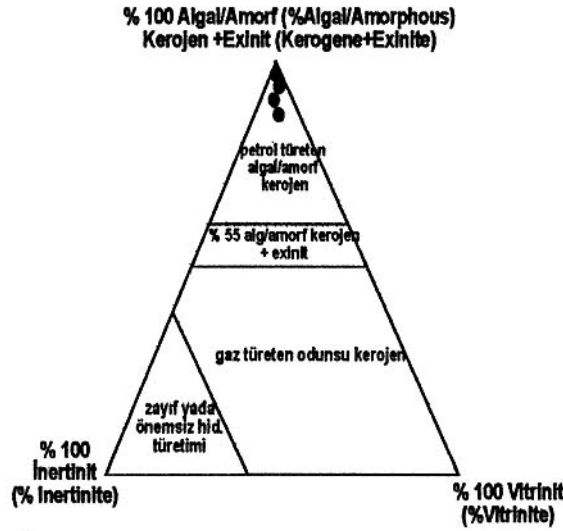 % 100 Algal/Amorf (%Algal/Amorphous)
Kerojen +Exinit (Kerogene+Exinite)
petrol türeten
algal/amorf
kerojen
% 55 alg/amorf kerojen
+ exinit
gaz türeten odunsu kerojen
zayıf yada
önemsiz hid.
türetimi
% 100
İnertinit
(% Inertinite)
% 100 Vitrinit
(%Vitrinite)